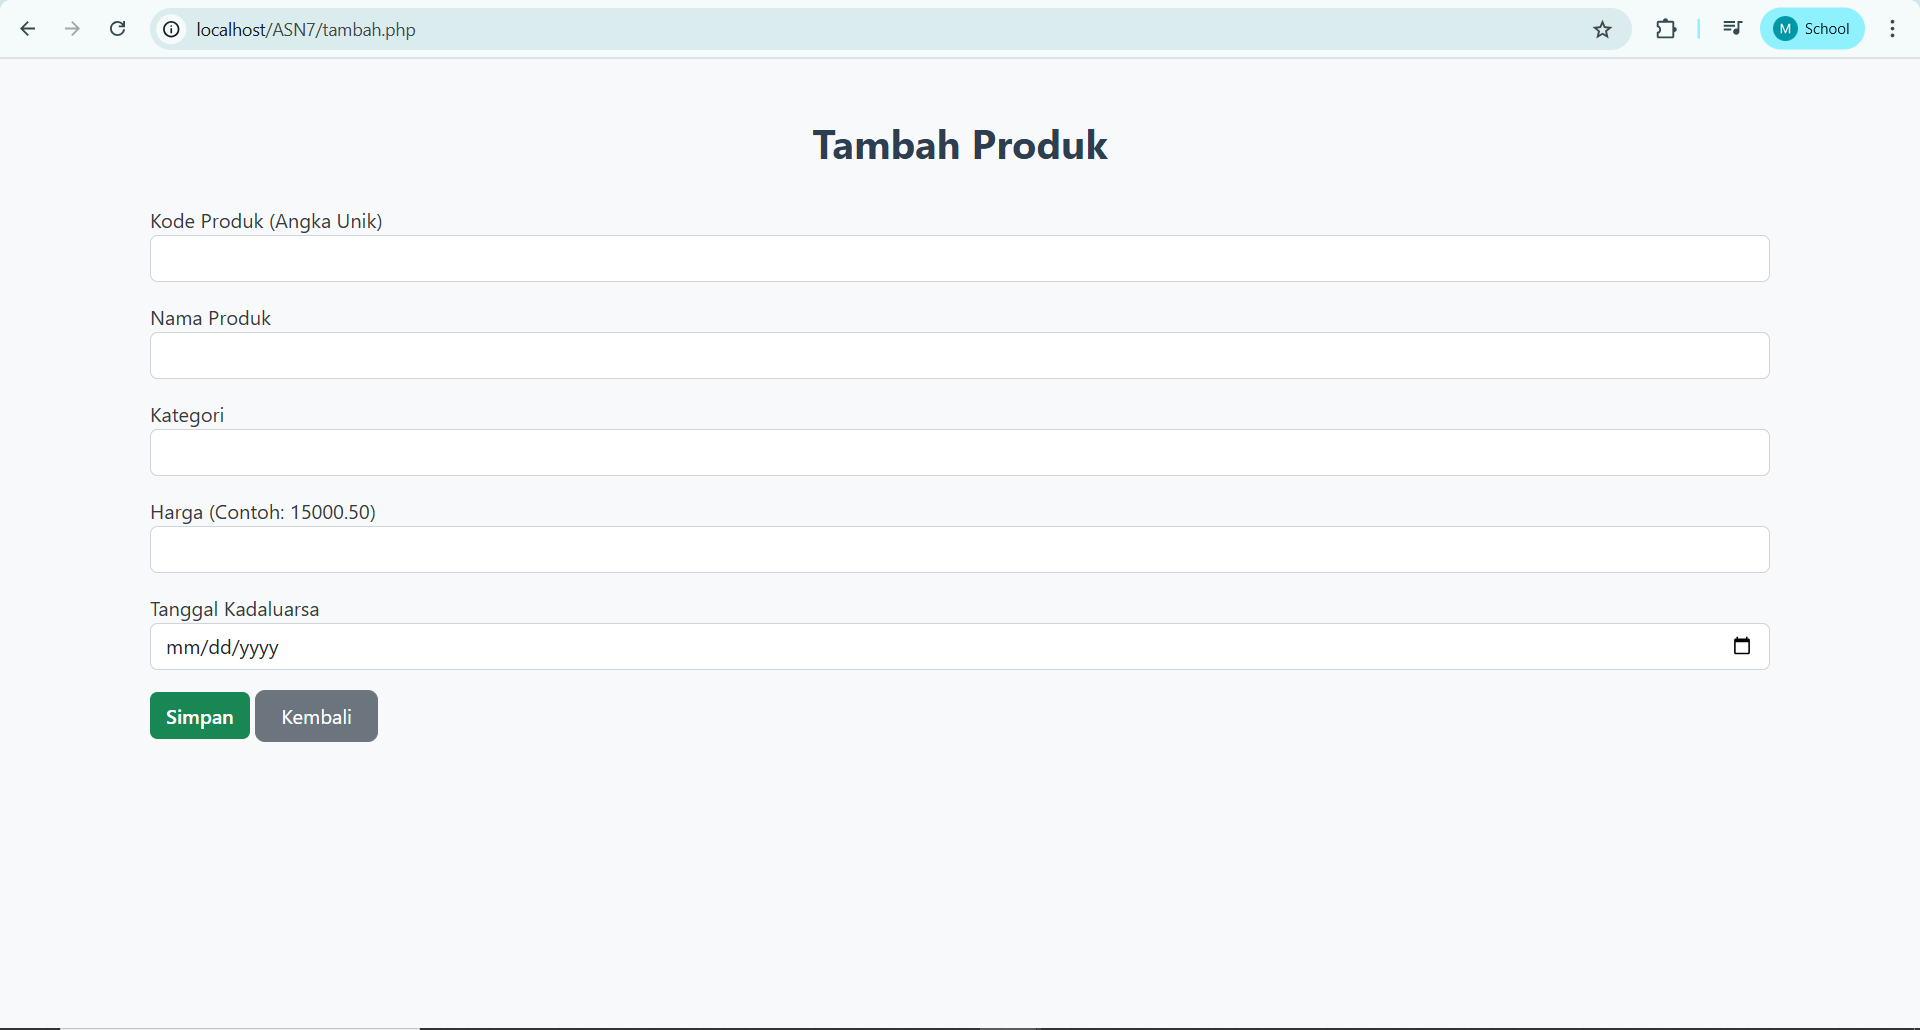 localhost/ASN7/tambah.php
M School
Tambah Produk
Kode Produk (Angka Unik)
Nama Produk
Kategori
Harga (Contoh: 15000.50)
Tanggal Kadaluarsa
mm/dd/yyyy
Simpan Kembali